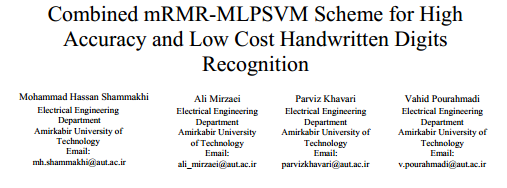 Combined mRMR-MLPSVM Scheme for High
Accuracy and Low Cost Handwritten Digits
Recognition
Mohammad Hassan Shammakhi
Electrical Engineering
Department
Amirkabir University of
Technology
Email:
mh.shammakhi@aut.ac.ir
Ali Mirzaei
Electrical Engineering
Department
Amirkabir University
of Technology
Email:
ali_mirzaei@aut.ac.ir
Parviz Khavari
Electrical Engineering
Department
Amirkabir University of
Technology
Email:
parvizkhavari@aut.ac.ir
Vahid Pourahmadi
Electrical Engineering
Department
Amirkabir University of
Technology
Email:
v.pourahmadi@aut.ac.ir